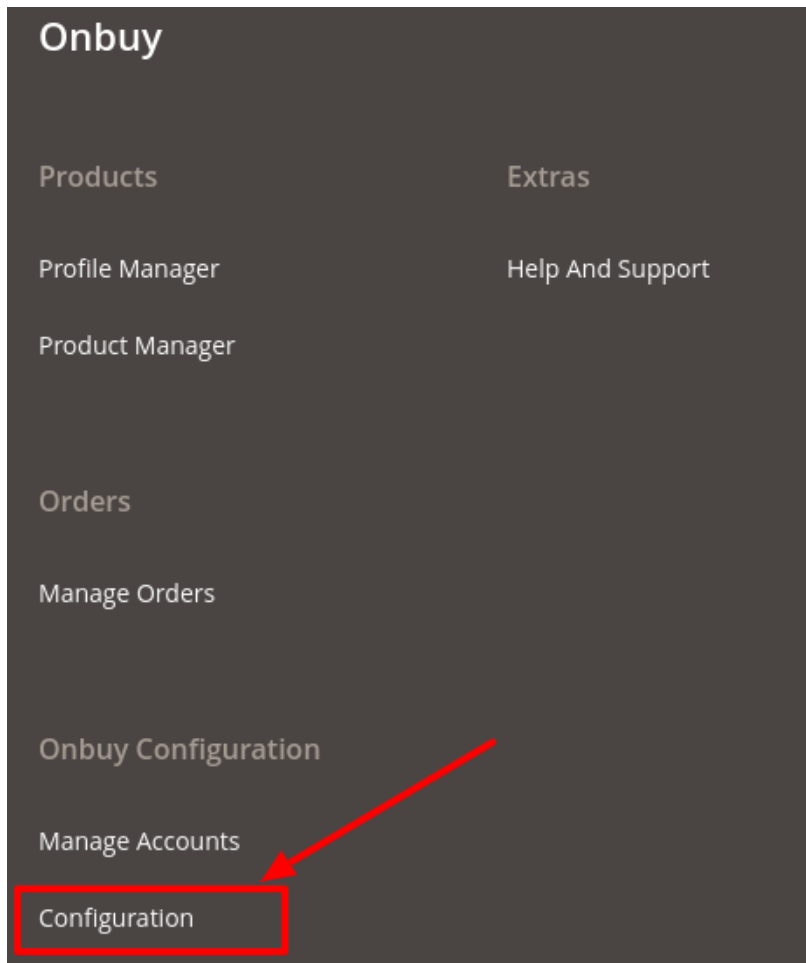 Onbuy
Products
Profile Manager
Product Manager
Orders
Manage Orders
Onbuy Configuration
Manage Accounts
Configuration
Extras
Help And Support